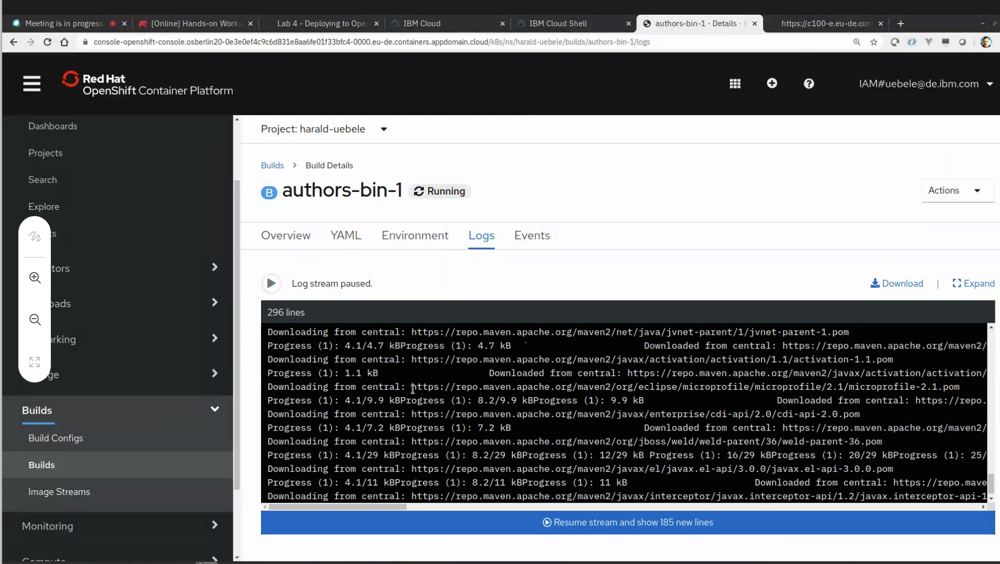 Meeting is in progress.
[Online] Hands-on Works
Lab 4 - Deploying to Ope
IBM Cloud
IBM Cloud Shell
authors-bin-1 · Details ·
https://c100-e.eu-de.con
console-openshift-console.osberlin20-0e3e0ef4c9c6d831e8aa6fe01f33bfc4-0000.eu-de.containers.appdomain.cloud/k8s/ns/harald-uebele/builds/authors-bin-1/logs
Red Hat
OpenShift Container Platform
IAM#uebele@de.ibm.com
Dashboards
Projects
Search
Explore
ts
tors
oads
orking
ge
Builds
Build Configs
Builds
Image Streams
Monitoring
Project: harald-uebele
Builds > Build Details
B authors-bin-1 Running
Actions
Overview YAML Environment Logs Events
Log stream paused.
Download | Expand
296 lines
Downloading from central: https://repo.maven.apache.org/maven2/net/java/jvnet-parent/1/jvnet-parent-1.pom
Progress (1): 4.1/4.7 kBProgress (1): 4.7 kB Downloaded from central: https://repo.maven.apache.org/maven2/
Downloading from central: https://repo.maven.apache.org/maven2/javax/activation/activation/1.1/activation-1.1.pom
Progress (1): 1.1 kB Downloaded from central: https://repo.maven.apache.org/maven2/javax/activation/activation/
Downloading from central: https://repo.maven.apache.org/maven2/org/eclipse/microprofile/microprofile/2.1/microprofile-2.1.pom
Progress (1): 4.1/9.9 kBProgress (1): 8.2/9.9 kBProgress (1): 9.9 kB Downloaded from central: https://repo.
Downloading from central: https://repo.maven.apache.org/maven2/javax/enterprise/cdi-api/2.0/cdi-api-2.0.pom
Progress (1): 4.1/7.2 kBProgress (1): 7.2 kB Downloaded from central: https://repo.maven.apache.org/maven2/
Downloading from central: https://repo.maven.apache.org/maven2/org/jboss/weld/weld-parent/36/weld-parent-36.pom
Progress (1): 4.1/29 kBProgress (1): 8.2/29 kBProgress (1): 12/29 kB Progress (1): 16/29 kBProgress (1): 20/29 kBProgress (1): 25/
Downloading from central: https://repo.maven.apache.org/maven2/javax/el/javax.el-api/3.0.0/javax.el-api-3.0.0.pom
Progress (1): 4.1/11 kBProgress (1): 8.2/11 kBProgress (1): 11 kB Downloaded from central: https://repo.mave
Downloading from central: https://repo.maven.apache.org/maven2/javax/interceptor/javax.interceptor-api/1.2/javax.interceptor-api-1
Resume stream and show 185 new lines